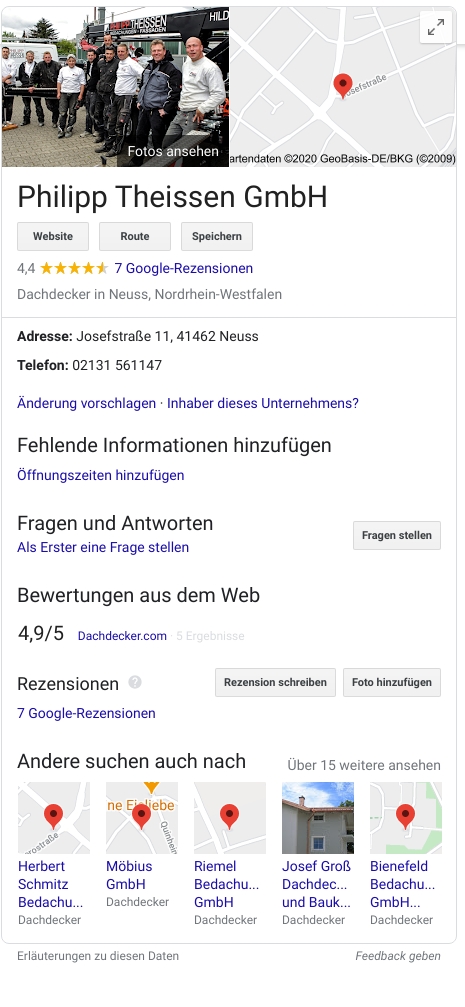 THEISSEN
BEDACHUNGEN - FASSADEN
HILD
Fotos ansehen
Josefstraße
artendaten ©2020 GeoBasis-DE/BKG (©2009)
Philipp Theissen GmbH
Website Route Speichern
4,4 7 Google-Rezensionen
Dachdecker in Neuss, Nordrhein-Westfalen
Adresse: Josefstraße 11, 41462 Neuss
Telefon: 02131 561147
Änderung vorschlagen · Inhaber dieses Unternehmens?
Fehlende Informationen hinzufügen
Öffnungszeiten hinzufügen
Fragen und Antworten
Als Erster eine Frage stellen
Fragen stellen
Bewertungen aus dem Web
4,9/5 Dachdecker.com · 5 Ergebnisse
Rezensionen ?
Rezension schreiben Foto hinzufügen
7 Google-Rezensionen
Andere suchen auch nach
Über 15 weitere ansehen
rostraße
Herbert
Schmitz
Bedachu...
Dachdecker
ne Eisliebe
Quinhei
Möbius
GmbH
Dachdecker
Riemel
Bedachu...
GmbH
Dachdecker
Josef Groß
Dachdec...
und Bauk...
Dachdecker
Bienefeld
Bedachu...
GmbH...
Dachdecker
Erläuterungen zu diesen Daten
Feedback geben